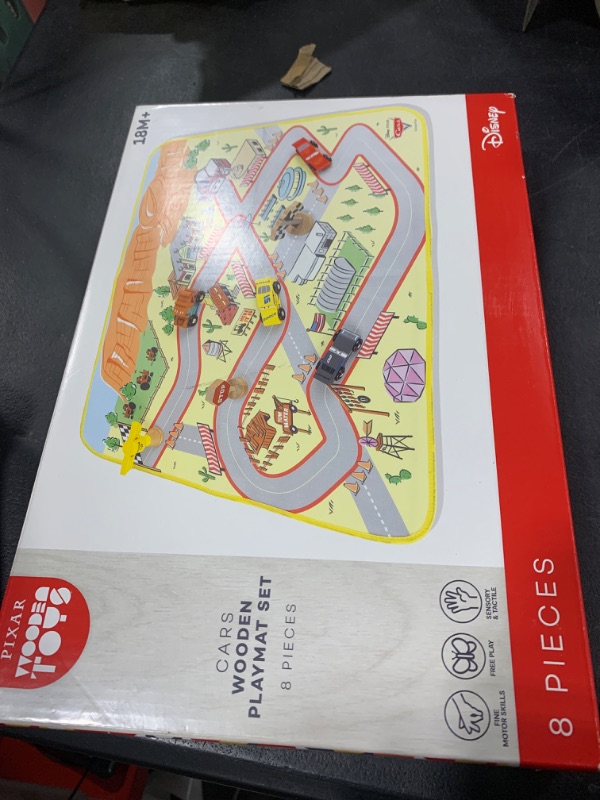 18M+
Disney
Cars
PIXAR
WOODEN
TOYS
CARS
WOODEN
PLAYMAT SET
8 PIECES
FINE
MOTOR SKILLS
FREE PLAY
SENSORY
& TACTILE
8 PIECES